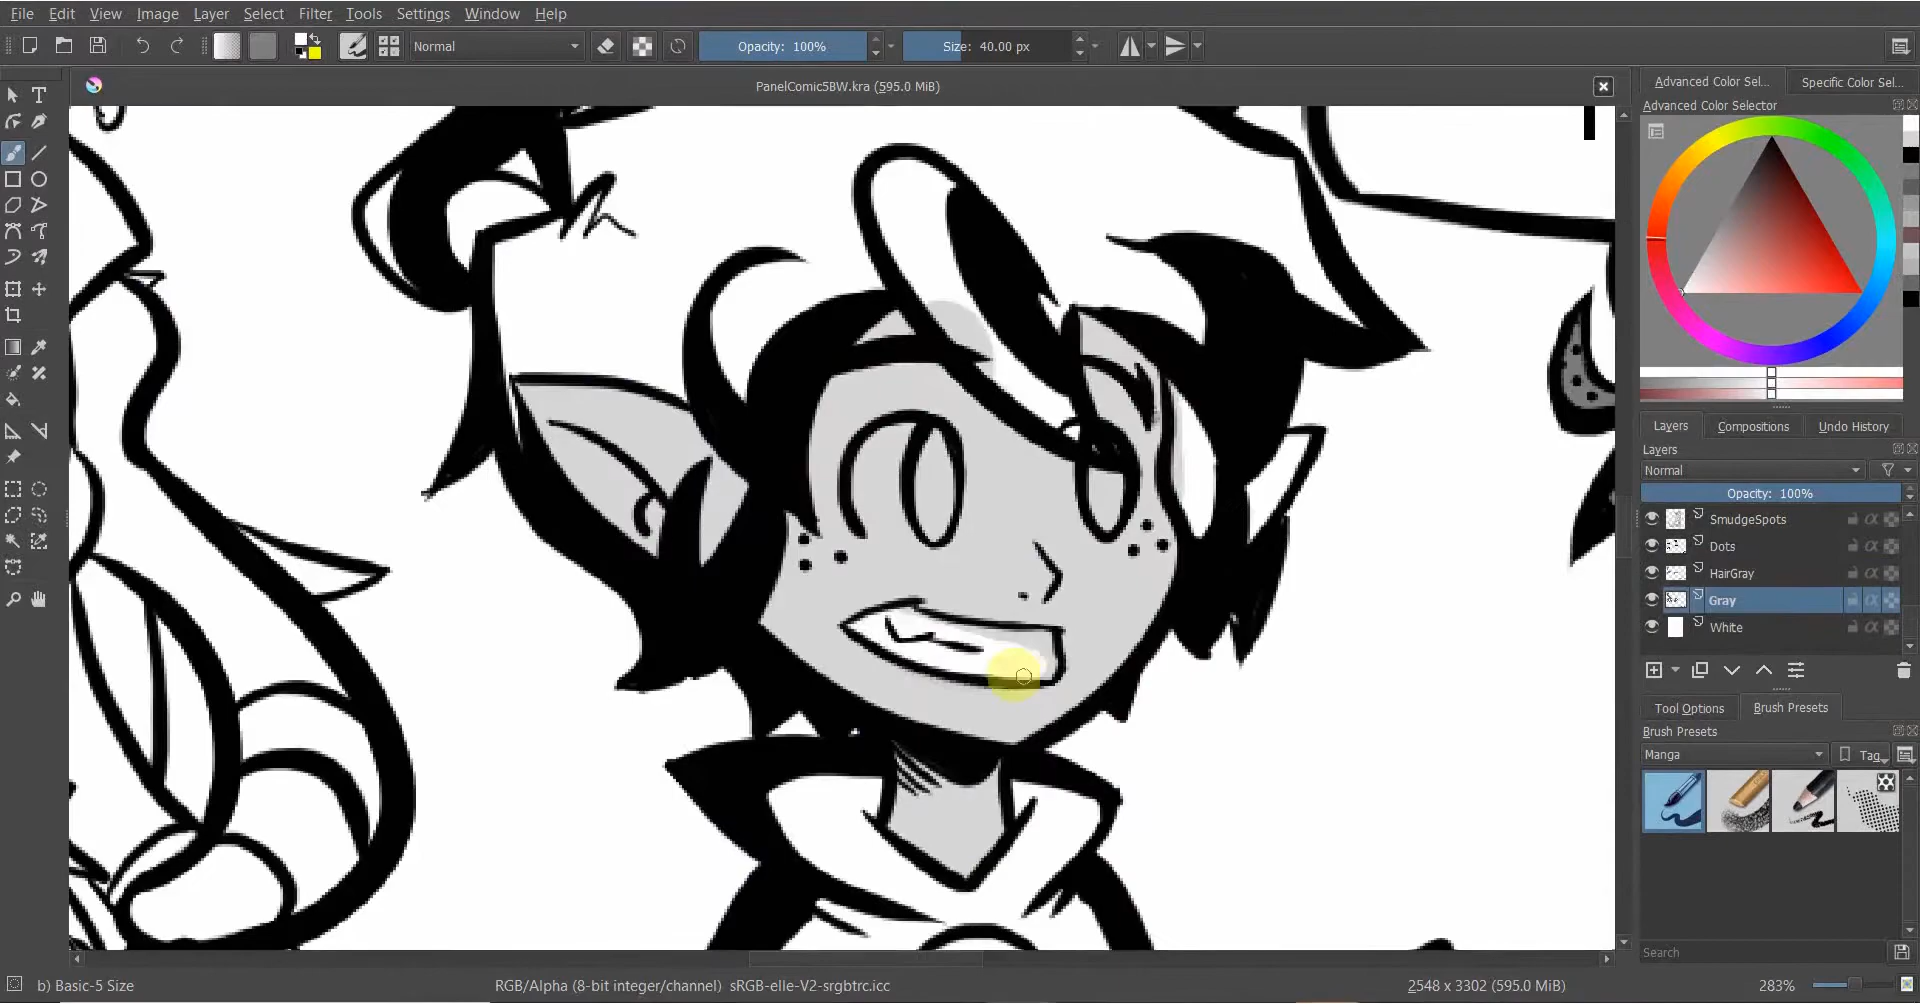 File Edit View Image Layer Select Filter Tools Settings Window Help
Normal Opacity: 100% Size: 40.00 px
PanelComic5BW.kra (595.0 MiB)
Advanced Color Sel... Specific Color Sel...
Advanced Color Selector
Layers Compositions Undo History
Layers
Normal
Opacity: 100%
SmudgeSpots
Dots
HairGray
Gray
White
Tool Options Brush Presets
Brush Presets
Manga Tag
Search
b) Basic-5 Size RGB/Alpha (8-bit integer/channel) sRGB-elle-V2-srgbtrc.icc 2548 x 3302 (595.0 MiB) 283%